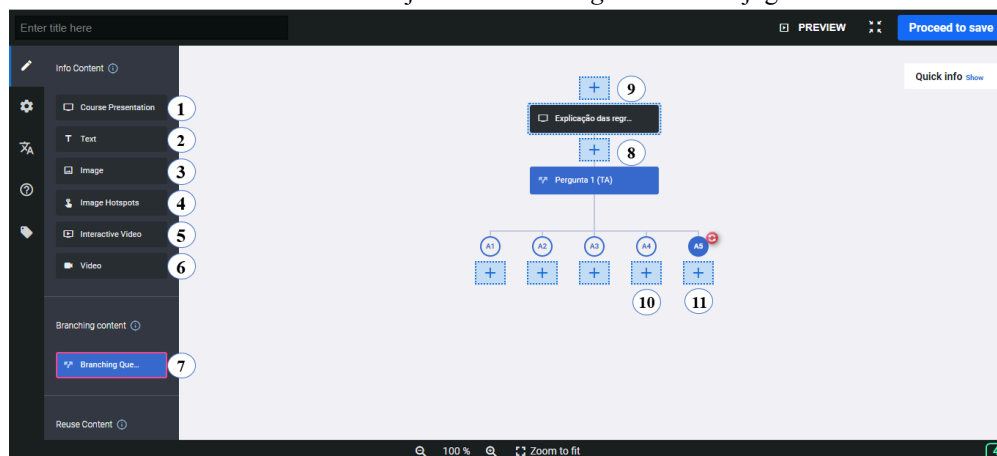 Enter title here
PREVIEW
Proceed to save
Info Content
Quick info Show
Course Presentation 1
Text 2
Image 3
Image Hotspots 4
Interactive Video 5
Video 6
Branching content
Branching Que... 7
Reuse Content
9
Explicação das regr...
8
Pergunta 1 (TA)
A1 A2 A3 A4 A5
10 11
100 % Zoom to fit